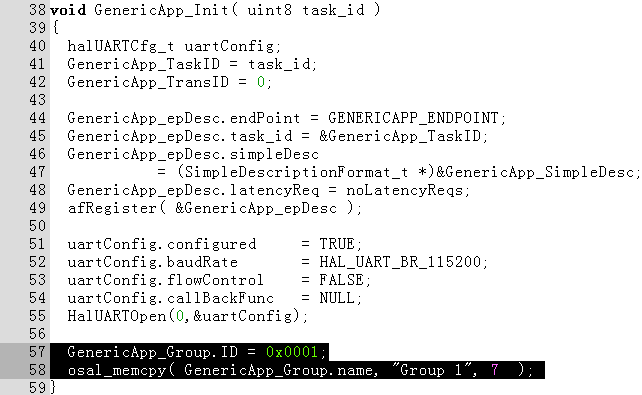 38 void GenericApp_Init( uint8 task_id )
39 {
40 halUARTCfg_t uartConfig;
41 GenericApp_TaskID = task_id;
42 GenericApp_TransID = 0;
43
44 GenericApp_epDesc.endPoint = GENERICAPP_ENDPOINT;
45 GenericApp_epDesc.task_id = &GenericApp_TaskID;
46 GenericApp_epDesc.simpleDesc
47 = (SimpleDescriptionFormat_t *)&GenericApp_SimpleDesc;
48 GenericApp_epDesc.latencyReq = noLatencyReqs;
49 afRegister( &GenericApp_epDesc );
50
51 uartConfig.configured = TRUE;
52 uartConfig.baudRate = HAL_UART_BR_115200;
53 uartConfig.flowControl = FALSE;
54 uartConfig.callBackFunc = NULL;
55 HalUARTOpen(0,&uartConfig);
56
57 GenericApp_Group.ID = 0x0001;
58 osal_memcpy( GenericApp_Group.name, "Group 1", 7 );
59 }